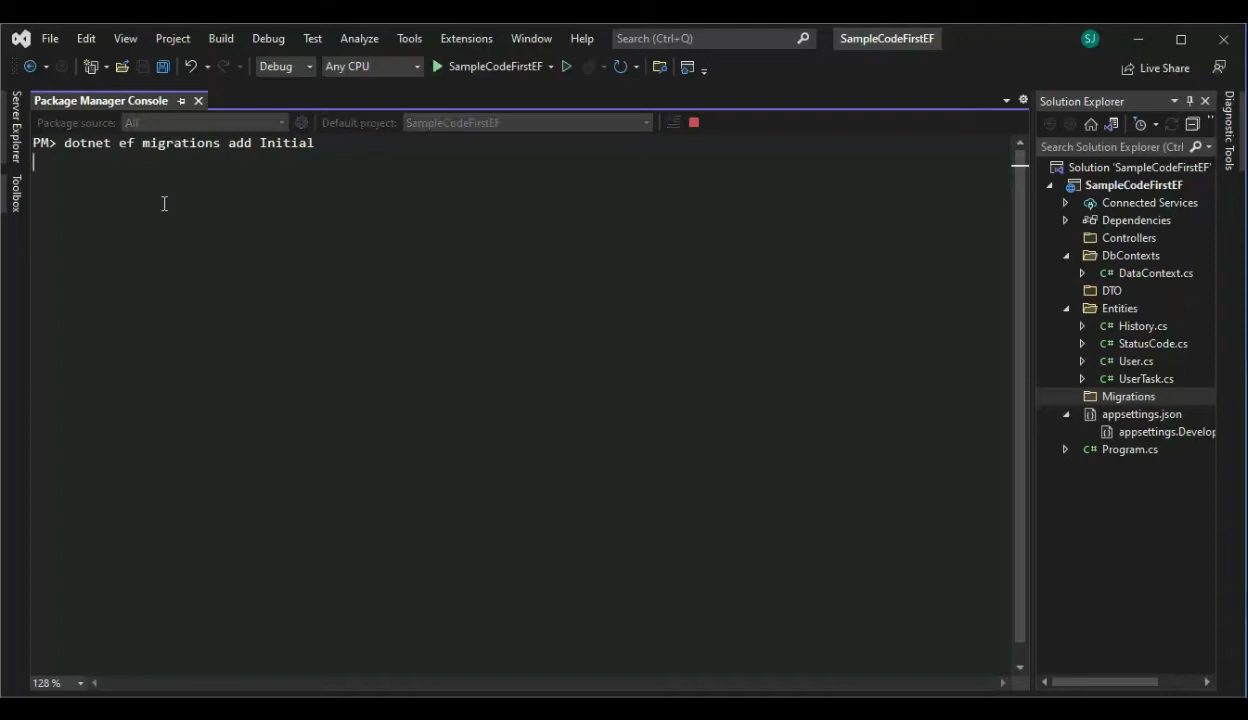 File Edit View Project Build Debug Test Analyze Tools Extensions Window Help Search (Ctrl+Q) SampleCodeFirstEF SJ
Debug Any CPU SampleCodeFirstEF Live Share
Server Explorer
Toolbox
Package Manager Console
Package source: All Default project: SampleCodeFirstEF
PM> dotnet ef migrations add Initial
128 %
Solution Explorer
Search Solution Explorer (Ctrl
Solution 'SampleCodeFirstEF'
SampleCodeFirstEF
Connected Services
Dependencies
Controllers
DbContexts
C# DataContext.cs
DTO
Entities
C# History.cs
C# StatusCode.cs
C# User.cs
C# UserTask.cs
Migrations
appsettings.json
appsettings.Develop
C# Program.cs
Diagnostic Tools